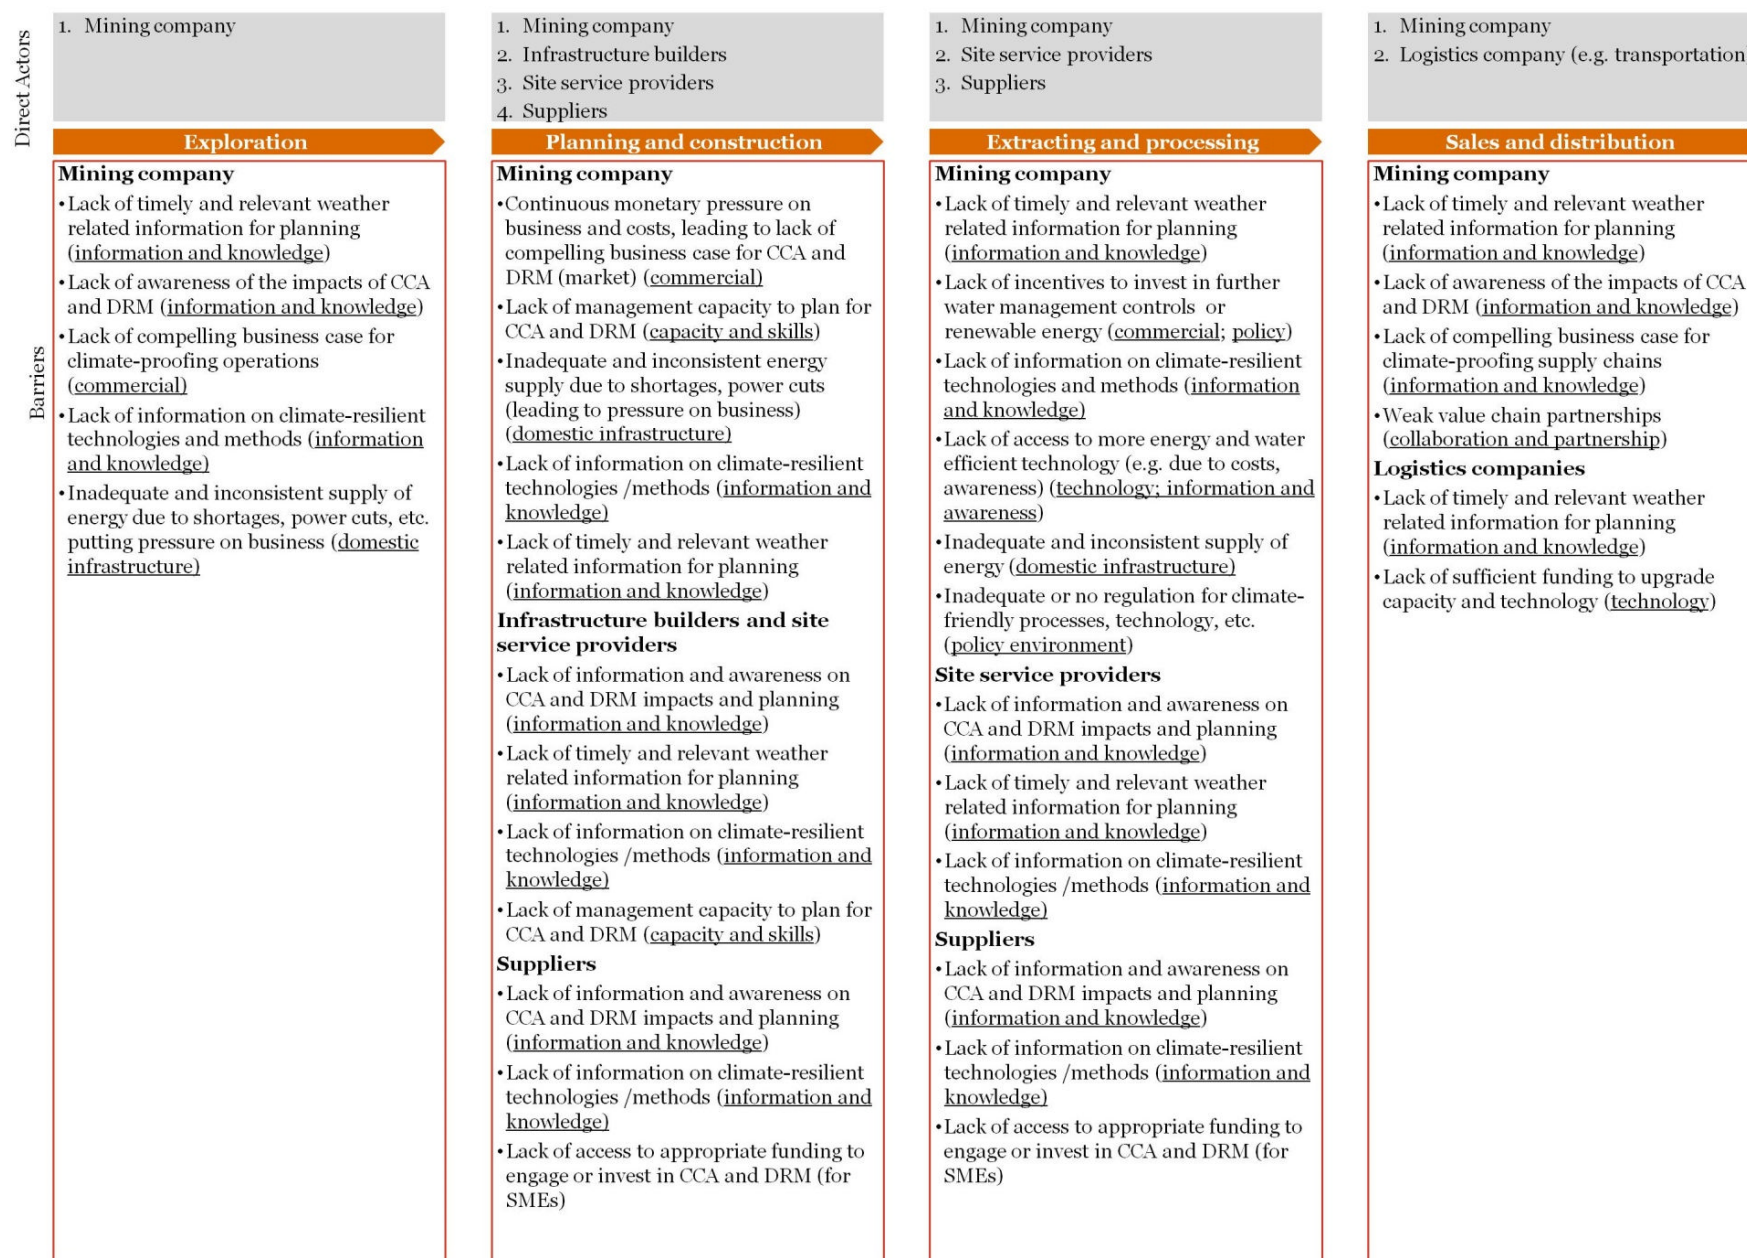 Direct Actors
1. Mining company
1. Mining company
2. Infrastructure builders
3. Site service providers
4. Suppliers
1. Mining company
2. Site service providers
3. Suppliers
1. Mining company
2. Logistics company (e.g. transportation
Exploration
Planning and construction
Extracting and processing
Sales and distribution
Barriers
Mining company
•Lack of timely and relevant weather
related information for planning
(information and knowledge)
•Lack of awareness of the impacts of CCA
and DRM (information and knowledge)
•Lack of compelling business case for
climate-proofing operations
(commercial)
•Lack of information on climate-resilient
technologies and methods (information
and knowledge)
•Inadequate and inconsistent supply of
energy due to shortages, power cuts, etc.
putting pressure on business (domestic
infrastructure)
Mining company
•Continuous monetary pressure on
business and costs, leading to lack of
compelling business case for CCA and
DRM (market) (commercial)
•Lack of management capacity to plan for
CCA and DRM (capacity and skills)
•Inadequate and inconsistent energy
supply due to shortages, power cuts
(leading to pressure on business)
(domestic infrastructure)
•Lack of information on climate-resilient
technologies /methods (information and
knowledge)
•Lack of timely and relevant weather
related information for planning
(information and knowledge)
Infrastructure builders and site
service providers
•Lack of information and awareness on
CCA and DRM impacts and planning
(information and knowledge)
•Lack of timely and relevant weather
related information for planning
(information and knowledge)
•Lack of information on climate-resilient
technologies /methods (information and
knowledge)
•Lack of management capacity to plan for
CCA and DRM (capacity and skills)
Suppliers
•Lack of information and awareness on
CCA and DRM impacts and planning
(information and knowledge)
•Lack of information on climate-resilient
technologies /methods (information and
knowledge)
•Lack of access to appropriate funding to
engage or invest in CCA and DRM (for
SMEs)
Mining company
•Lack of timely and relevant weather
related information for planning
(information and knowledge)
•Lack of incentives to invest in further
water management controls or
renewable energy (commercial; policy)
•Lack of information on climate-resilient
technologies and methods (information
and knowledge)
•Lack of access to more energy and water
efficient technology (e.g. due to costs,
awareness) (technology; information and
awareness)
•Inadequate and inconsistent supply of
energy (domestic infrastructure)
•Inadequate or no regulation for climate-
friendly processes, technology, etc.
(policy environment)
Site service providers
•Lack of information and awareness on
CCA and DRM impacts and planning
(information and knowledge)
•Lack of timely and relevant weather
related information for planning
(information and knowledge)
•Lack of information on climate-resilient
technologies /methods (information and
knowledge)
Suppliers
•Lack of information and awareness on
CCA and DRM impacts and planning
(information and knowledge)
•Lack of information on climate-resilient
technologies /methods (information and
knowledge)
•Lack of access to appropriate funding to
engage or invest in CCA and DRM (for
SMEs)
Mining company
•Lack of timely and relevant weather
related information for planning
(information and knowledge)
•Lack of awareness of the impacts of CCA
and DRM (information and knowledge)
•Lack of compelling business case for
climate-proofing supply chains
(information and knowledge)
•Weak value chain partnerships
(collaboration and partnership)
Logistics companies
•Lack of timely and relevant weather
related information for planning
(information and knowledge)
•Lack of sufficient funding to upgrade
capacity and technology (technology)